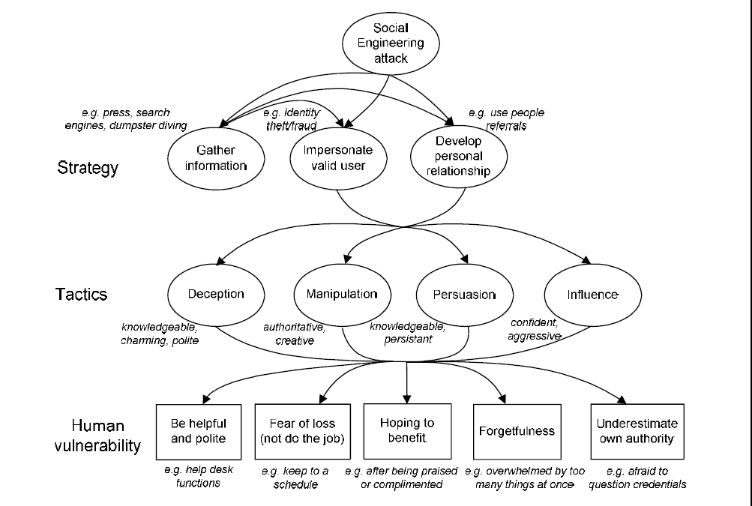 Social
Engineering
attack
e.g. press, search
engines, dumpster diving
e.g. identity
theft/fraud
e.g. use people
referrals
Strategy
Gather
information
Impersonate
valid user
Develop
personal
relationship
Tactics
Deception
Manipulation
Persuasion
Influence
knowledgeable,
charming, polite
authoritative,
creative
knowledgeable,
persistant
confident,
aggressive
Human
vulnerability
Be helpful
and polite
Fear of loss
(not do the job)
Hoping to
benefit
Forgetfulness
Underestimate
own authority
e.g. help desk
functions
e.g. keep to a
schedule
e.g. after being praised
or complimented
e.g. overwhelmed by too
many things at once
e.g. afraid to
question credentials